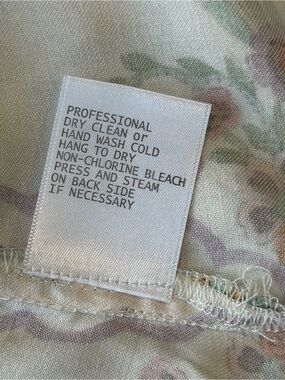 PROFESSIONAL
DRY CLEAN or
HAND WASH COLD
HANG TO DRY
NON-CHLORINE BLEACH
PRESS AND STEAM
ON BACK SIDE
IF NECESSARY